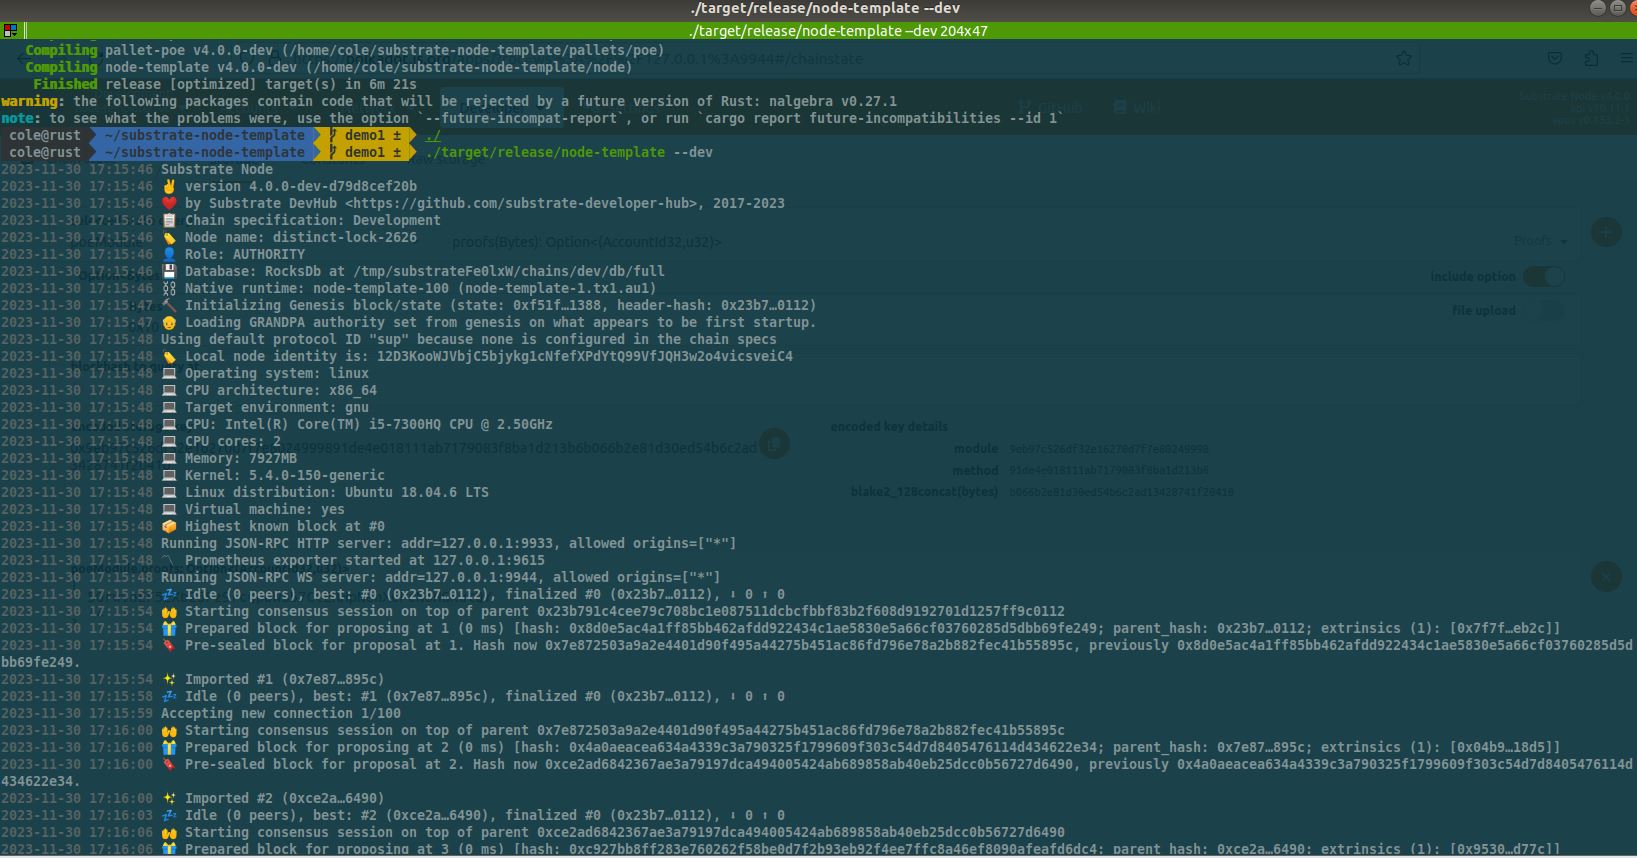 ./target/release/node-template --dev
./target/release/node-template --dev 204x47
Compiling pallet-poe v4.0.0-dev (/home/cole/substrate-node-template/pallets/poe)
Compiling node-template v4.0.0-dev (/home/cole/substrate-node-template/node)
Finished release [optimized] target(s) in 6m 21s
warning: the following packages contain code that will be rejected by a future version of Rust: nalgebra v0.27.1
note: to see what the problems were, use the option `--future-incompat-report`, or run `cargo report future-incompatibilities --id 1`
cole@rust ~/substrate-node-template demo1 ± ./
cole@rust ~/substrate-node-template demo1 ± ./target/release/node-template --dev
2023-11-30 17:15:46 Substrate Node
2023-11-30 17:15:46 ✌️ version 4.0.0-dev-d79d8cef20b
2023-11-30 17:15:46 ❤️ by Substrate DevHub <https://github.com/substrate-developer-hub>, 2017-2023
2023-11-30 17:15:46 📋 Chain specification: Development
2023-11-30 17:15:46 🏷 Node name: distinct-lock-2626
2023-11-30 17:15:46 👤 Role: AUTHORITY
2023-11-30 17:15:46 💾 Database: RocksDb at /tmp/substrateFe0lxW/chains/dev/db/full
2023-11-30 17:15:46 ⛓ Native runtime: node-template-100 (node-template-1.tx1.au1)
2023-11-30 17:15:47 🔨 Initializing Genesis block/state (state: 0xf51f…1388, header-hash: 0x23b7…0112)
2023-11-30 17:15:47 👴 Loading GRANDPA authority set from genesis on what appears to be first startup.
2023-11-30 17:15:48 Using default protocol ID "sup" because none is configured in the chain specs
2023-11-30 17:15:48 🏷 Local node identity is: 12D3KooWJVbjC5bjykg1cNfefXPdYtQ99VfJQH3w2o4vicsveiC4
2023-11-30 17:15:48 💻 Operating system: linux
2023-11-30 17:15:48 💻 CPU architecture: x86_64
2023-11-30 17:15:48 💻 Target environment: gnu
2023-11-30 17:15:48 💻 CPU: Intel(R) Core(TM) i5-7300HQ CPU @ 2.50GHz
2023-11-30 17:15:48 💻 CPU cores: 2
2023-11-30 17:15:48 💻 Memory: 7927MB
2023-11-30 17:15:48 💻 Kernel: 5.4.0-150-generic
2023-11-30 17:15:48 💻 Linux distribution: Ubuntu 18.04.6 LTS
2023-11-30 17:15:48 💻 Virtual machine: yes
2023-11-30 17:15:48 📦 Highest known block at #0
2023-11-30 17:15:48 Running JSON-RPC HTTP server: addr=127.0.0.1:9933, allowed origins=["*"]
2023-11-30 17:15:48 〽️ Prometheus exporter started at 127.0.0.1:9615
2023-11-30 17:15:48 Running JSON-RPC WS server: addr=127.0.0.1:9944, allowed origins=["*"]
2023-11-30 17:15:53 💤 Idle (0 peers), best: #0 (0x23b7…0112), finalized #0 (0x23b7…0112), ⬇ 0 ⬆ 0
2023-11-30 17:15:54 🙌 Starting consensus session on top of parent 0x23b791c4cee79c708bc1e087511dcbcfbbf83b2f608d9192701d1257ff9c0112
2023-11-30 17:15:54 🎁 Prepared block for proposing at 1 (0 ms) [hash: 0x8d0e5ac4a1ff85bb462afdd922434c1ae5830e5a66cf03760285d5dbb69fe249; parent_hash: 0x23b7…0112; extrinsics (1): [0x7f7f…eb2c]]
2023-11-30 17:15:54 🔖 Pre-sealed block for proposal at 1. Hash now 0x7e872503a9a2e4401d90f495a44275b451ac86fd796e78a2b882fec41b55895c, previously 0x8d0e5ac4a1ff85bb462afdd922434c1ae5830e5a66cf03760285d5d
bb69fe249.
2023-11-30 17:15:54 ✨ Imported #1 (0x7e87…895c)
2023-11-30 17:15:58 💤 Idle (0 peers), best: #1 (0x7e87…895c), finalized #0 (0x23b7…0112), ⬇ 0 ⬆ 0
2023-11-30 17:15:59 Accepting new connection 1/100
2023-11-30 17:16:00 🙌 Starting consensus session on top of parent 0x7e872503a9a2e4401d90f495a44275b451ac86fd796e78a2b882fec41b55895c
2023-11-30 17:16:00 🎁 Prepared block for proposing at 2 (0 ms) [hash: 0x4a0aeacea634a4339c3a790325f1799609f303c54d7d8405476114d434622e34; parent_hash: 0x7e87…895c; extrinsics (1): [0x04b9…18d5]]
2023-11-30 17:16:00 🔖 Pre-sealed block for proposal at 2. Hash now 0xce2ad6842367ae3a79197dca494005424ab689858ab40eb25dcc0b56727d6490, previously 0x4a0aeacea634a4339c3a790325f1799609f303c54d7d8405476114d
434622e34.
2023-11-30 17:16:00 ✨ Imported #2 (0xce2a…6490)
2023-11-30 17:16:03 💤 Idle (0 peers), best: #2 (0xce2a…6490), finalized #0 (0x23b7…0112), ⬇ 0 ⬆ 0
2023-11-30 17:16:06 🙌 Starting consensus session on top of parent 0xce2ad6842367ae3a79197dca494005424ab689858ab40eb25dcc0b56727d6490
2023-11-30 17:16:06 🎁 Prepared block for proposing at 3 (0 ms) [hash: 0xc927bb8ff283e760262f58be0d7f2b93eb92f4ee7ffc8a46ef8090afeafd6dc4; parent_hash: 0xce2a…6490; extrinsics (1): [0x9530…d77c]]
GitHub
Wiki
proofs(Bytes): Option<(AccountId32,u32)>
Proofs
include option
file upload
encoded key details
module 9eb97c526df32e16270d7f7e80249998
method 91de4e018111ab7179083f8ba1d213b6
blake2_128concat(bytes) b066b2e81d30ed54b6c2ad13428741f20410